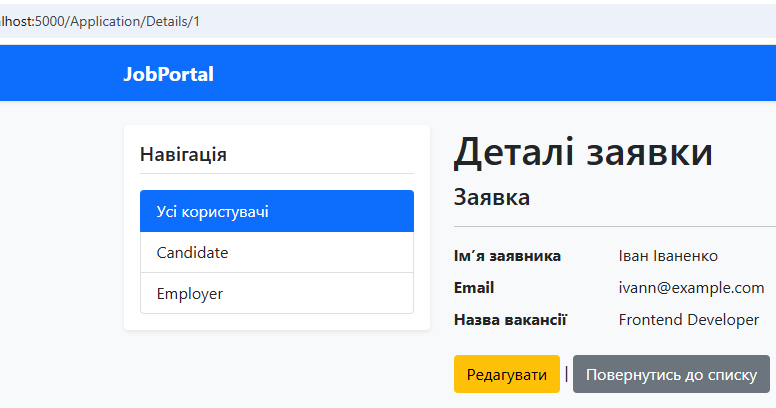 lhost:5000/Application/Details/1
JobPortal
Навігація
Усі користувачі
Candidate
Employer
Деталі заявки
Заявка
Ім´я заявника Іван Іваненко
Email ivann@example.com
Назва вакансії Frontend Developer
Редагувати | Повернутись до списку